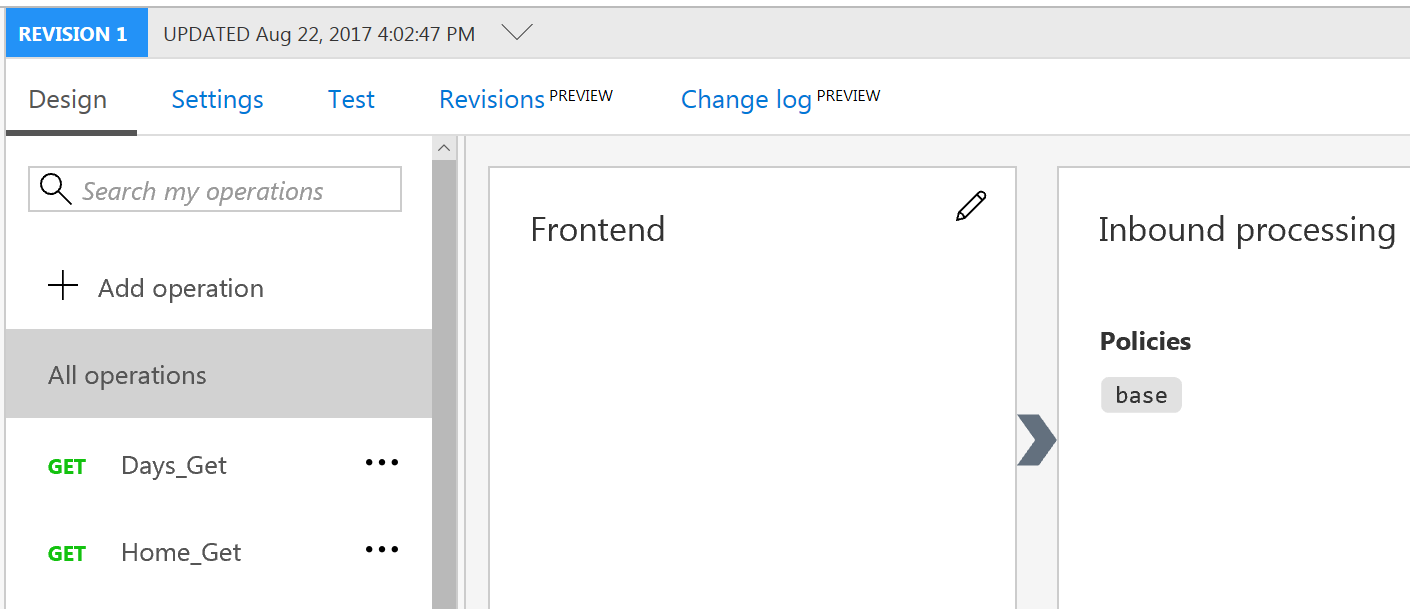 REVISION 1 UPDATED Aug 22, 2017 4:02:47 PM
Design Settings Test Revisions PREVIEW Change log PREVIEW
Search my operations
Add operation
All operations
GET Days_Get
GET Home_Get
Frontend
Inbound processing
Policies
base